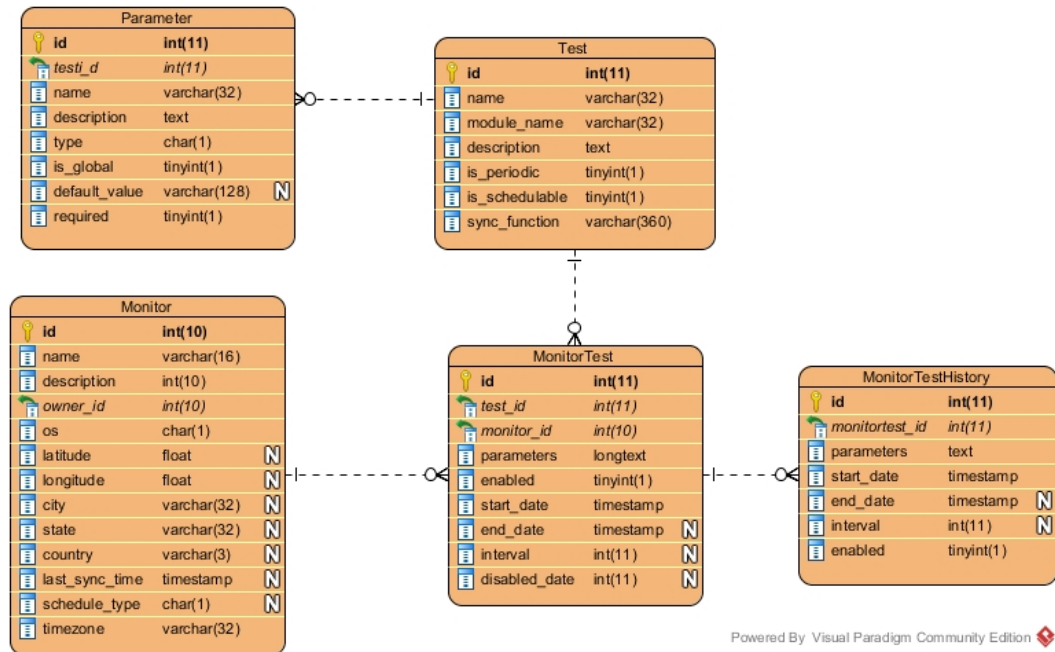 Parameter
id int(11)
testi_d int(11)
name varchar(32)
description text
type char(1)
is_global tinyint(1)
default_value varchar(128) N
required tinyint(1)
Test
id int(11)
name varchar(32)
module_name varchar(32)
description text
is_periodic tinyint(1)
is_schedulable tinyint(1)
sync_function varchar(360)
Monitor
id int(10)
name varchar(16)
description int(10)
owner_id int(10)
os char(1)
latitude float N
longitude float N
city varchar(32) N
state varchar(32) N
country varchar(3) N
last_sync_time timestamp N
schedule_type char(1) N
timezone varchar(32)
MonitorTest
id int(11)
test_id int(11)
monitor_id int(10)
parameters longtext
enabled tinyint(1)
start_date timestamp
end_date timestamp N
interval int(11) N
disabled_date int(11) N
MonitorTestHistory
id int(11)
monitortest_id int(11)
parameters text
start_date timestamp
end_date timestamp N
interval int(11) N
enabled tinyint(1)
Powered By Visual Paradigm Community Edition